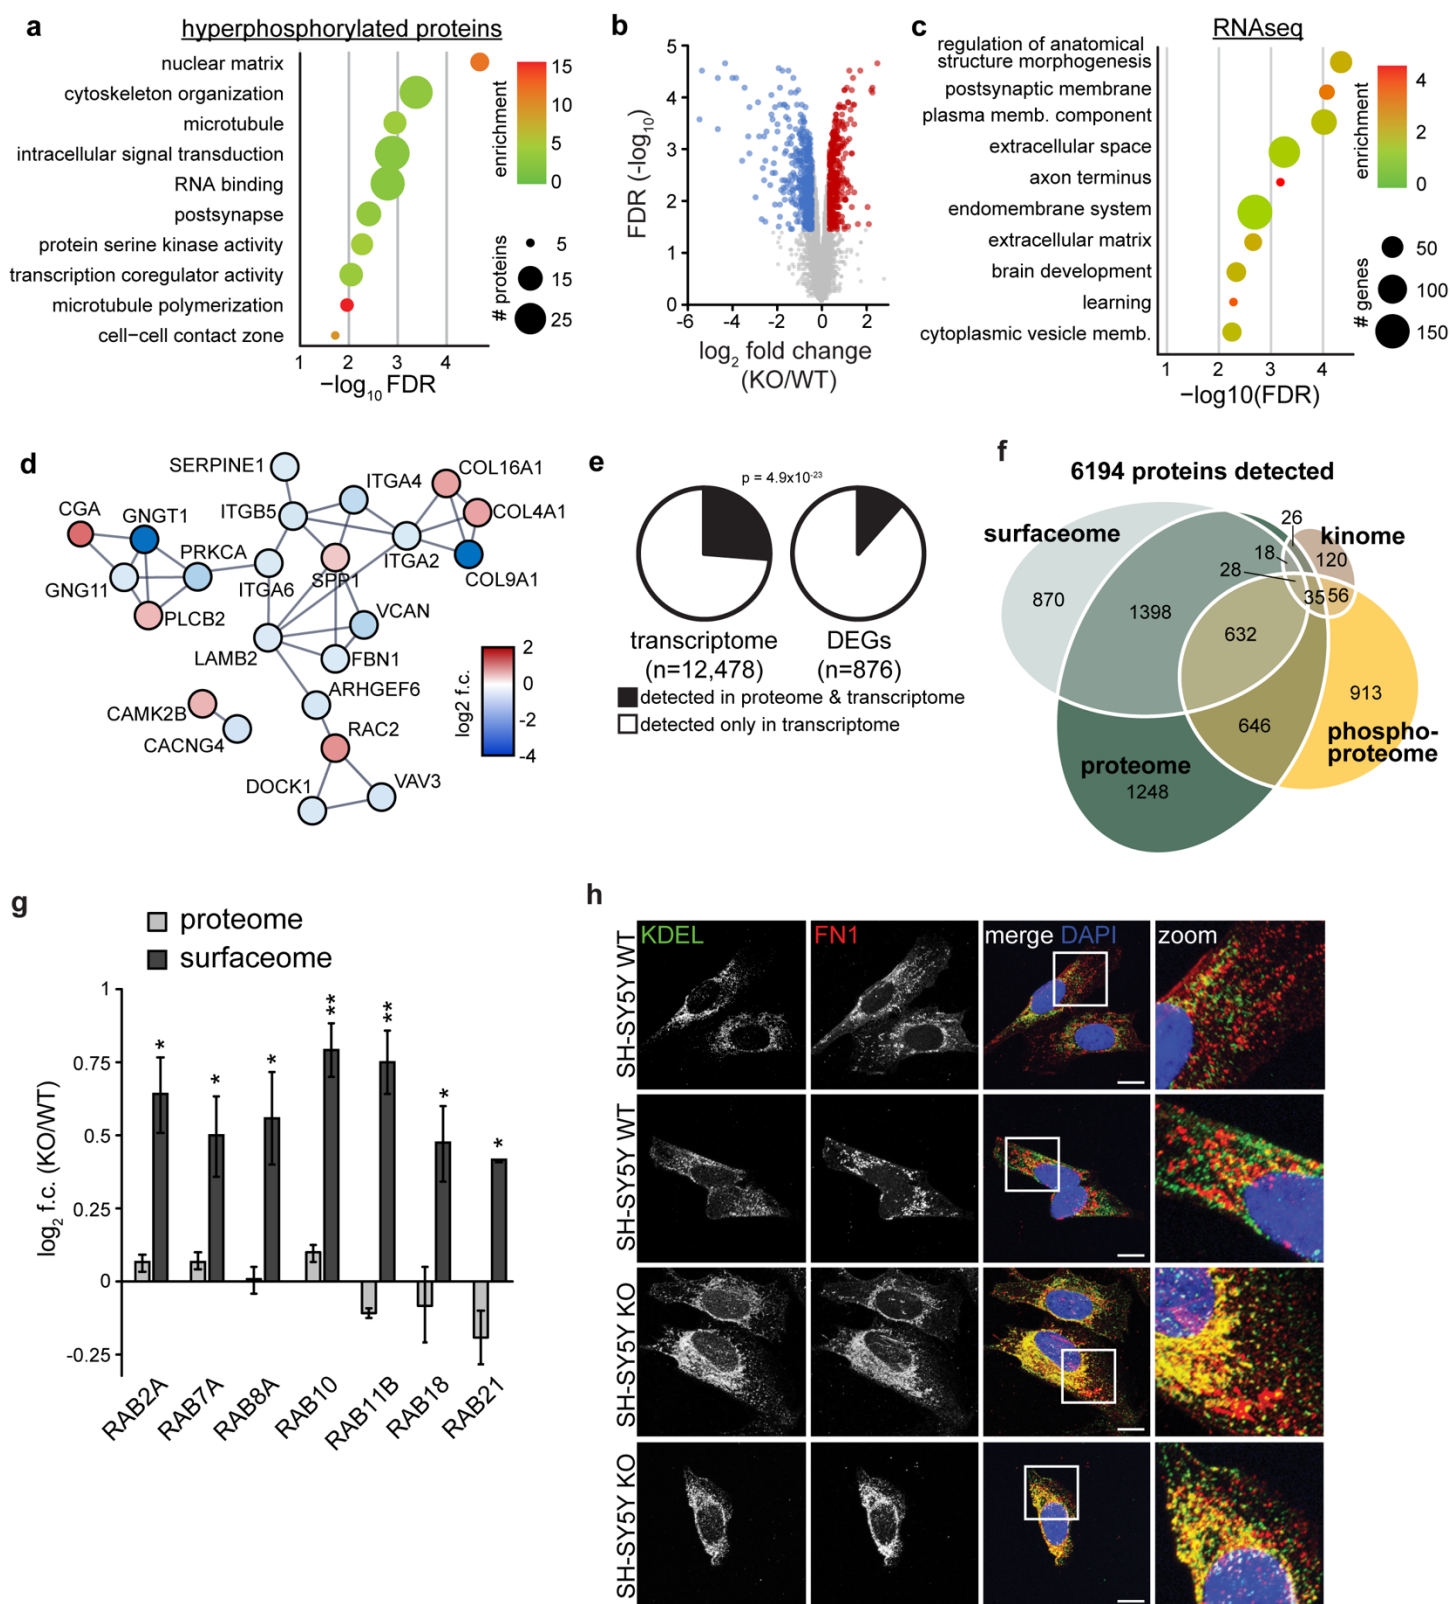 a
hyperphosphorylated proteins
nuclear matrix
cytoskeleton organization
microtubule
intracellular signal transduction
RNA binding
postsynapse
protein serine kinase activity
transcription coregulator activity
microtubule polymerization
cell−cell contact zone
1 2 3 4
−log10 FDR
enrichment
15
10
5
0
# proteins
5
15
25
b
FDR (-log10)
5
4
3
2
1
0
-6 -4 -2 0 2
log2 fold change
(KO/WT)
c
RNAseq
regulation of anatomical
structure morphogenesis
postsynaptic membrane
plasma memb. component
extracellular space
axon terminus
endomembrane system
extracellular matrix
brain development
learning
cytoplasmic vesicle memb.
1 2 3 4
−log10(FDR)
enrichment
4
2
0
# genes
50
100
150
d
SERPINE1
ITGA4
COL16A1
CGA
GNGT1
ITGB5
COL4A1
PRKCA
ITGA2
GNG11
ITGA6
SPP1
COL9A1
PLCB2
VCAN
LAMB2
FBN1
ARHGEF6
CAMK2B
CACNG4
RAC2
DOCK1
VAV3
log2 f.c.
2
0
-2
-4
e
p = 4.9x10-23
transcriptome
(n=12,478)
DEGs
(n=876)
detected in proteome & transcriptome
detected only in transcriptome
f
6194 proteins detected
surfaceome
26
kinome
18
120
28
35
56
870
1398
632
913
646
phospho-
proteome
proteome
1248
g
proteome
surfaceome
log2 f.c. (KO/WT)
1
0.75
0.5
0.25
0
-0.25
*
*
*
**
**
*
*
RAB2A
RAB7A
RAB8A
RAB10
RAB11B
RAB18
RAB21
h
KDEL
FN1
merge DAPI
zoom
SH-SY5Y WT
SH-SY5Y WT
SH-SY5Y KO
SH-SY5Y KO